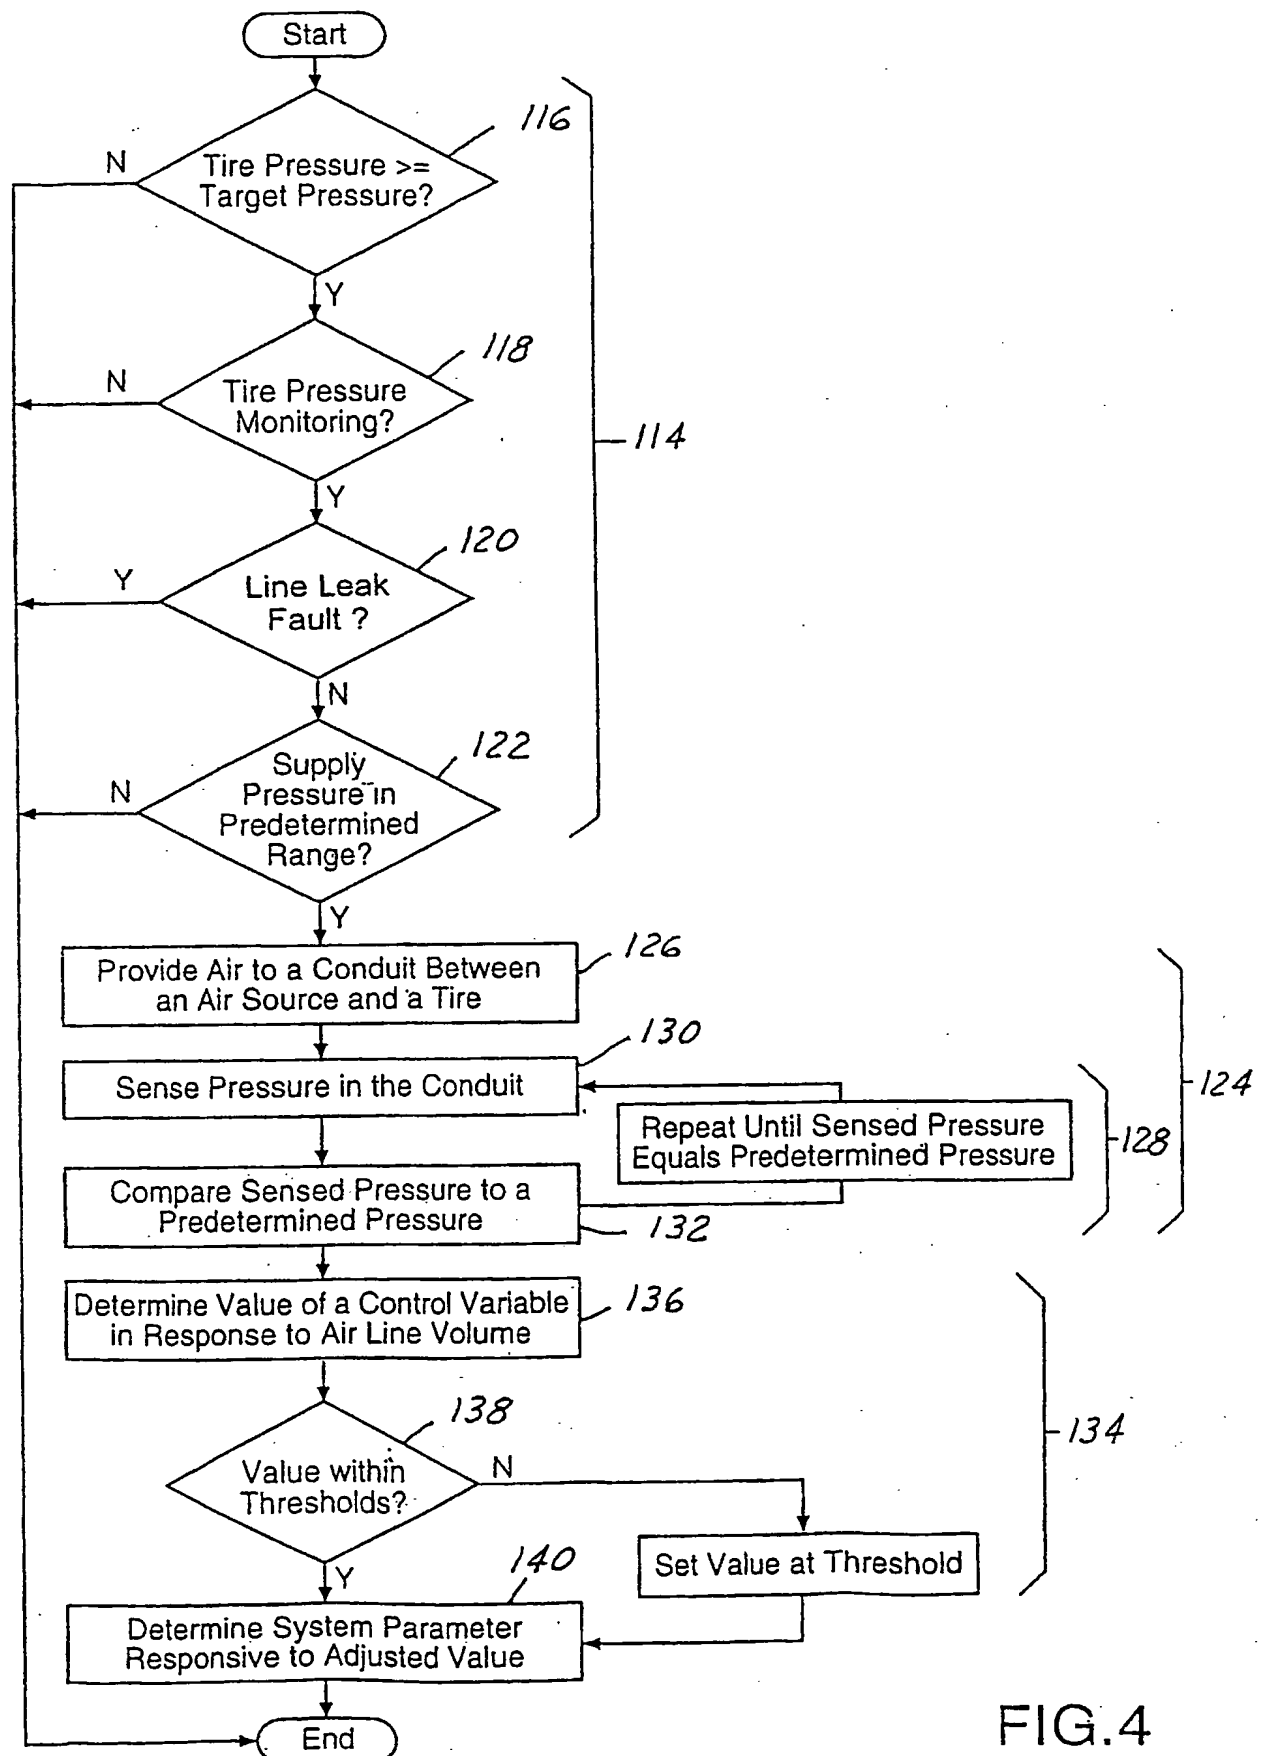 Start
116
N
Tire Pressure >=
Target Pressure?
Y
118
N
Tire Pressure
Monitoring?
114
Y
120
Y
Line Leak
Fault ?
N
122
N
Supply
Pressure in
Predetermined
Range?
Y
126
Provide Air to a Conduit Between
an Air Source and a Tire
130
Sense Pressure in the Conduit
124
Repeat Until Sensed Pressure
Equals Predetermined Pressure
128
Compare Sensed Pressure to a
Predetermined Pressure
132
Determine Value of a Control Variable
in Response to Air Line Volume
136
138
134
Value within
Thresholds?
N
Set Value at Threshold
Y
140
Determine System Parameter
Responsive to Adjusted Value
End
FIG.4